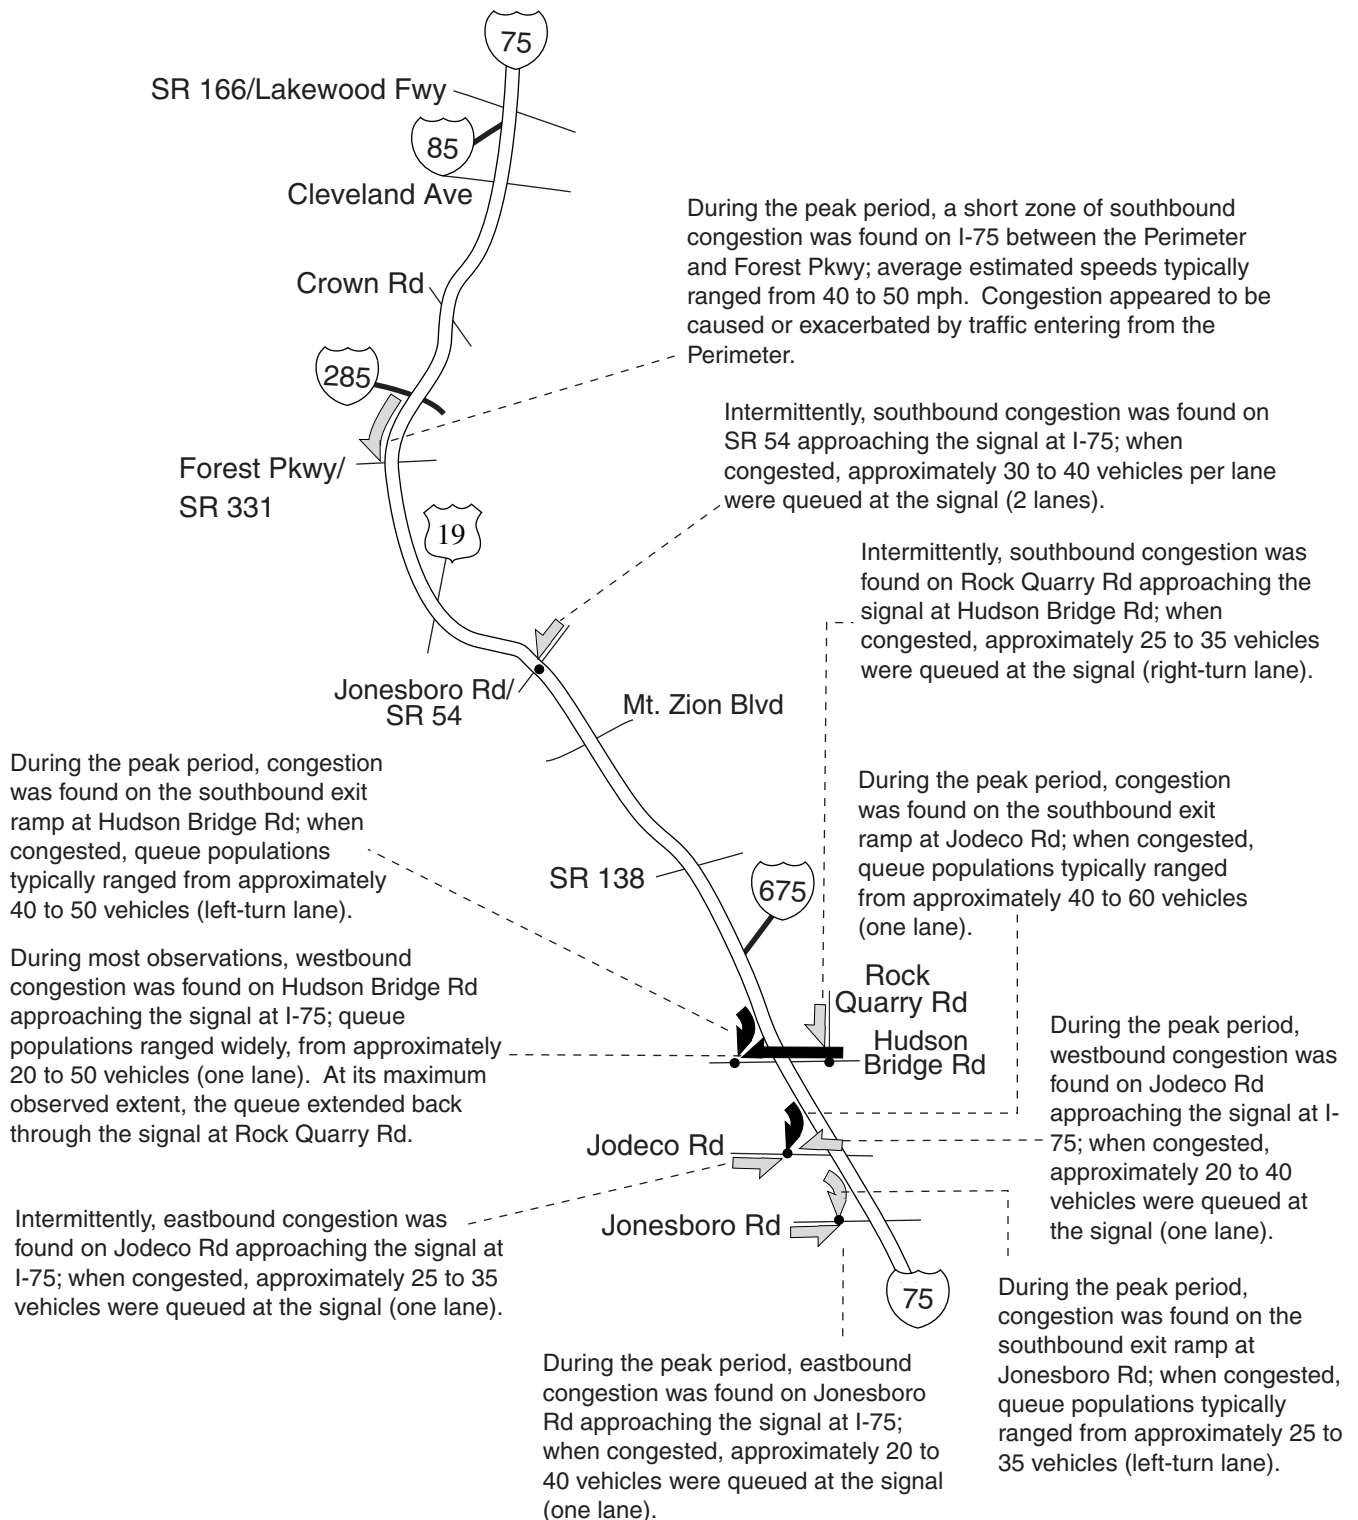 75
SR 166/Lakewood Fwy
85
Cleveland Ave
During the peak period, a short zone of southbound
congestion was found on I-75 between the Perimeter
and Forest Pkwy; average estimated speeds typically
ranged from 40 to 50 mph.  Congestion appeared to be
caused or exacerbated by traffic entering from the
Perimeter.
Crown Rd
285
Intermittently, southbound congestion was found on
SR 54 approaching the signal at I-75; when
congested, approximately 30 to 40 vehicles per lane
were queued at the signal (2 lanes).
Forest Pkwy/
SR 331
19
Intermittently, southbound congestion was
found on Rock Quarry Rd approaching the
signal at Hudson Bridge Rd; when
congested, approximately 25 to 35 vehicles
were queued at the signal (right-turn lane).
Jonesboro Rd/
SR 54
Mt. Zion Blvd
During the peak period, congestion
was found on the southbound exit
ramp at Hudson Bridge Rd; when
congested, queue populations
typically ranged from approximately
40 to 50 vehicles (left-turn lane).
During the peak period, congestion
was found on the southbound exit
ramp at Jodeco Rd; when congested,
queue populations typically ranged
from approximately 40 to 60 vehicles
(one lane).
SR 138
675
During most observations, westbound
congestion was found on Hudson Bridge Rd
approaching the signal at I-75; queue
populations ranged widely, from approximately
20 to 50 vehicles (one lane).  At its maximum
observed extent, the queue extended back
through the signal at Rock Quarry Rd.
Rock
Quarry Rd
Hudson
Bridge Rd
During the peak period,
westbound congestion was
found on Jodeco Rd
approaching the signal at I-
75; when congested,
approximately 20 to 40
vehicles were queued at
the signal (one lane).
Jodeco Rd
Intermittently, eastbound congestion was
found on Jodeco Rd approaching the signal at
I-75; when congested, approximately 25 to 35
vehicles were queued at the signal (one lane).
Jonesboro Rd
75
During the peak period,
congestion was found on the
southbound exit ramp at
Jonesboro Rd; when congested,
queue populations typically
ranged from approximately 25 to
35 vehicles (left-turn lane).
During the peak period, eastbound
congestion was found on Jonesboro
Rd approaching the signal at I-75;
when congested, approximately 20 to
40 vehicles were queued at the signal
(one lane).